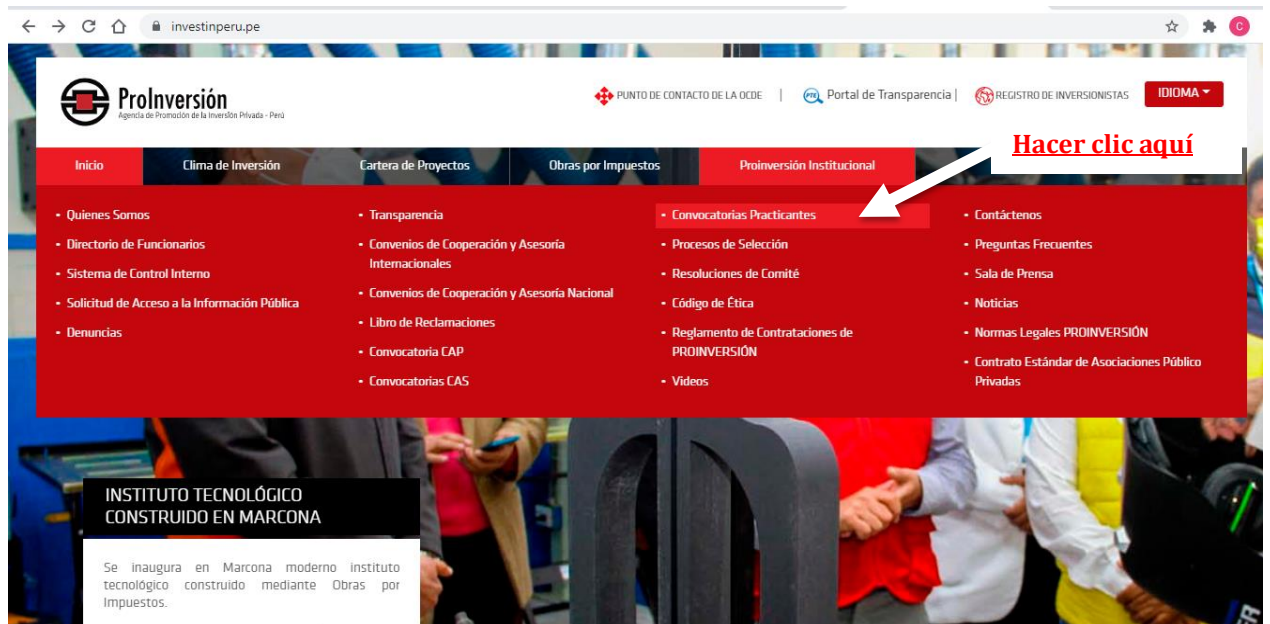 investinperu.pe
C
ProInversión
Agencia de Promoción de la Inversión Privada - Perú
PUNTO DE CONTACTO DE LA OCDE | PTE Portal de Transparencia | REGISTRO DE INVERSIONISTAS IDIOMA
Hacer clic aquí
Inicio Clima de Inversión Cartera de Proyectos Obras por Impuestos Proinversión Institucional
• Quienes Somos
• Directorio de Funcionarios
• Sistema de Control Interno
• Solicitud de Acceso a la Información Pública
• Denuncias
• Transparencia
• Convenios de Cooperación y Asesoría
Internacionales
• Convenios de Cooperación y Asesoría Nacional
• Libro de Reclamaciones
• Convocatoria CAP
• Convocatorias CAS
• Convocatorias Practicantes
• Procesos de Selección
• Resoluciones de Comité
• Código de Ética
• Reglamento de Contrataciones de
PROINVERSIÓN
• Videos
• Contáctenos
• Preguntas Frecuentes
• Sala de Prensa
• Noticias
• Normas Legales PROINVERSIÓN
• Contrato Estándar de Asociaciones Público
Privadas
INSTITUTO TECNOLÓGICO
CONSTRUIDO EN MARCONA
Se inaugura en Marcona moderno instituto
tecnológico construido mediante Obras por
Impuestos.